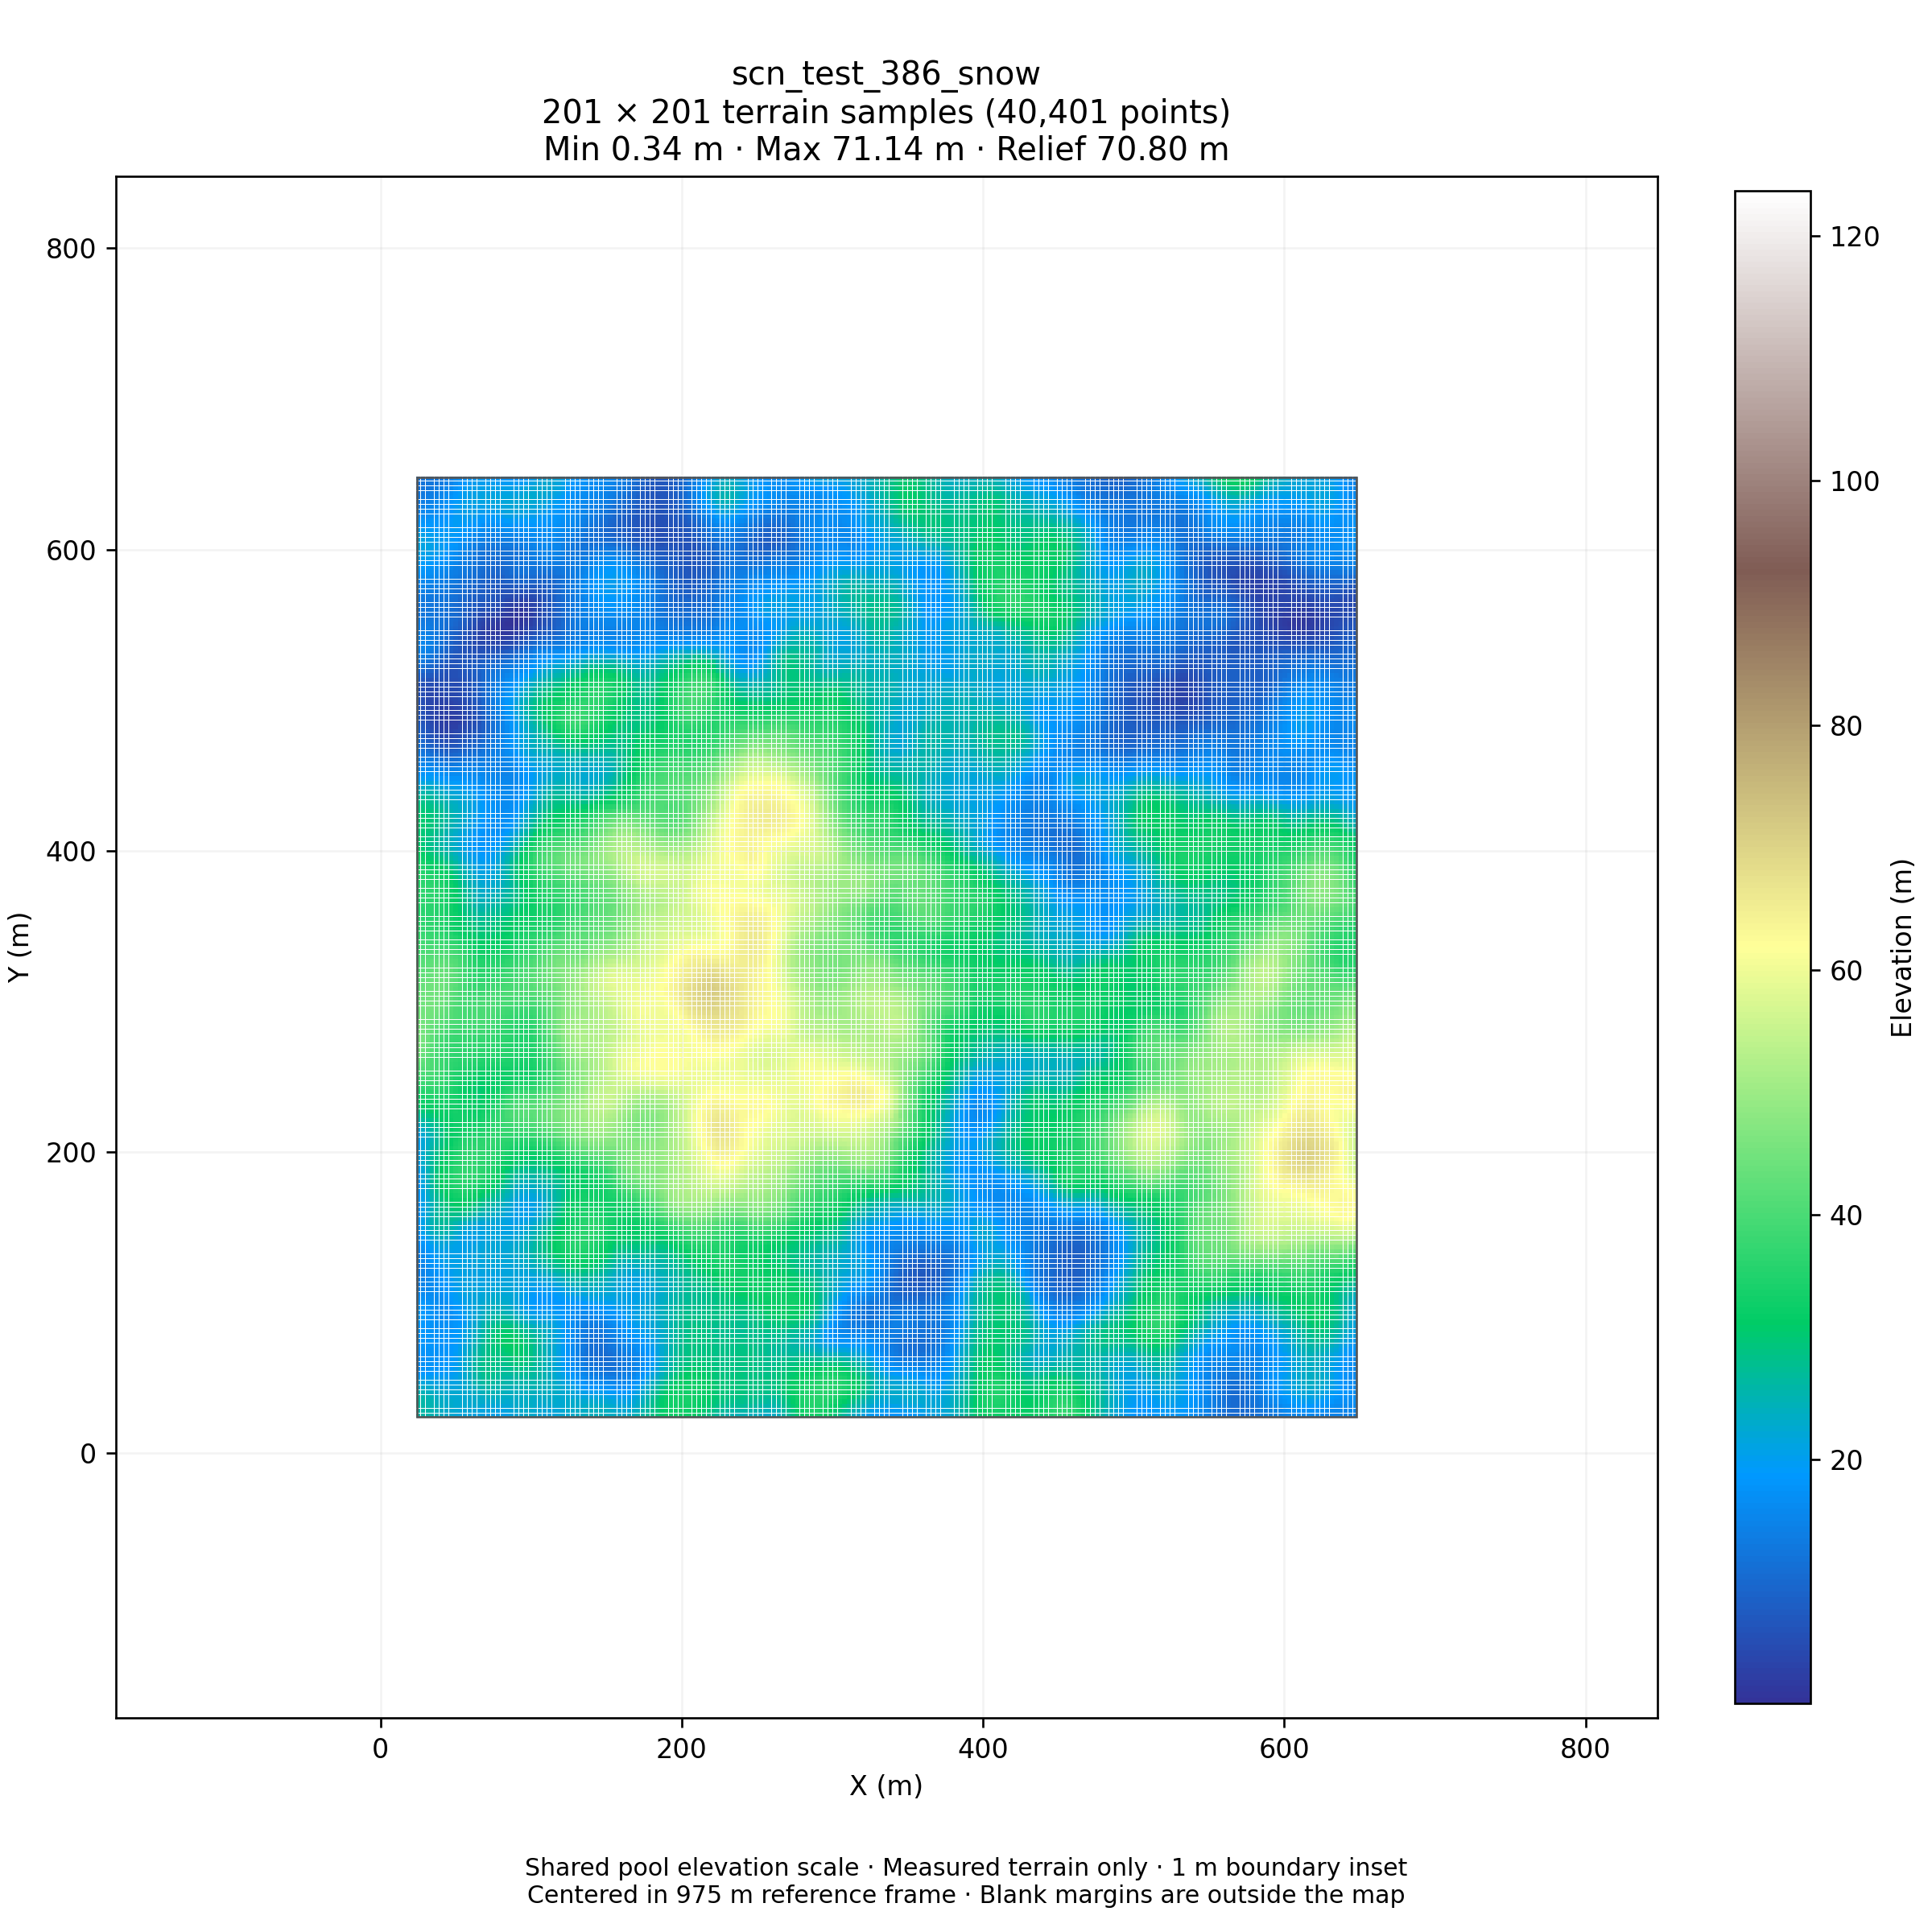 scn_test_386_snow
201 × 201 terrain samples (40,401 points)
Min 0.34 m · Max 71.14 m · Relief 70.80 m
800
600
400
200
0
Y (m)
0
200
400
600
800
X (m)
120
100
80
60
40
20
Elevation (m)
Shared pool elevation scale · Measured terrain only · 1 m boundary inset
Centered in 975 m reference frame · Blank margins are outside the map